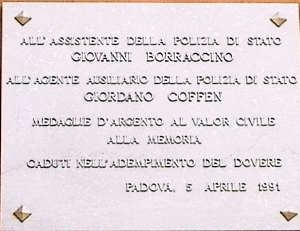 ALL'ASSISTENTE DELLA POLIZIA DI STATO
GIOVANNI BORRACCINO
ALL'AGENTE AUSILIARIO DELLA POLIZIA DI STATO
GIORDANO COFFEN
MEDAGLIE D'ARGENTO AL VALOR CIVILE
ALLA MEMORIA
CADUTI NELL'ADEMPIMENTO DEL DOVERE
PADOVA, 5 APRILE 1991